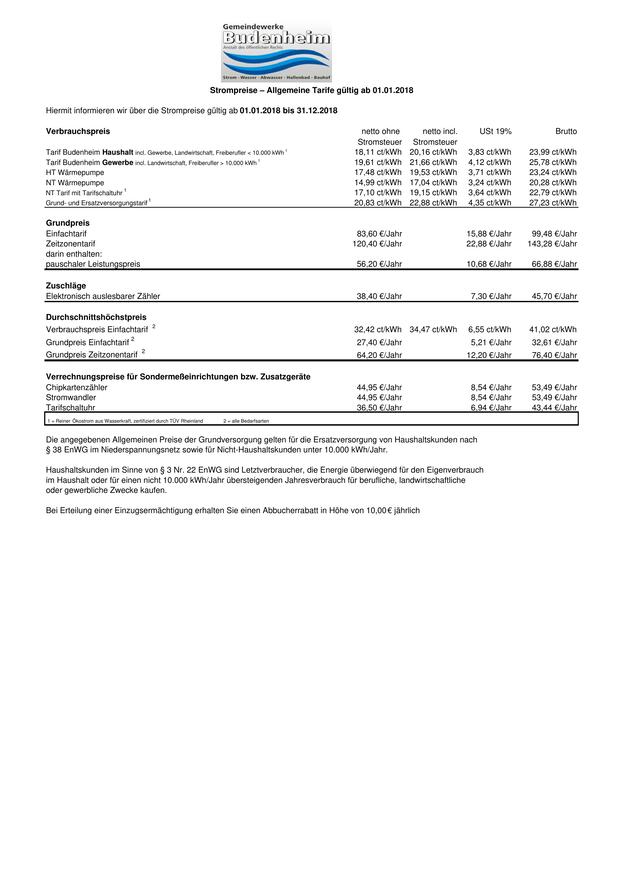 Gemeindewerke
Budenheim
Anstalt des öffentlichen Rechts
Strom · Wasser · Abwasser · Hallenbad · Bauhof
Strompreise – Allgemeine Tarife gültig ab 01.01.2018
Hiermit informieren wir über die Strompreise gültig ab 01.01.2018 bis 31.12.2018
Verbrauchspreis netto ohne netto incl. USt 19% Brutto
Stromsteuer Stromsteuer
Tarif Budenheim Haushalt incl. Gewerbe, Landwirtschaft, Freiberufler < 10.000 kWh 1 18,11 ct/kWh 20,16 ct/kWh 3,83 ct/kWh 23,99 ct/kWh
Tarif Budenheim Gewerbe incl. Landwirtschaft, Freiberufler > 10.000 kWh 1 19,61 ct/kWh 21,66 ct/kWh 4,12 ct/kWh 25,78 ct/kWh
HT Wärmepumpe 17,48 ct/kWh 19,53 ct/kWh 3,71 ct/kWh 23,24 ct/kWh
NT Wärmepumpe 14,99 ct/kWh 17,04 ct/kWh 3,24 ct/kWh 20,28 ct/kWh
NT Tarif mit Tarifschaltuhr 1 17,10 ct/kWh 19,15 ct/kWh 3,64 ct/kWh 22,79 ct/kWh
Grund- und Ersatzversorgungstarif 1 20,83 ct/kWh 22,88 ct/kWh 4,35 ct/kWh 27,23 ct/kWh
Grundpreis
Einfachtarif 83,60 €/Jahr 15,88 €/Jahr 99,48 €/Jahr
Zeitzonentarif 120,40 €/Jahr 22,88 €/Jahr 143,28 €/Jahr
darin enthalten:
pauschaler Leistungspreis 56,20 €/Jahr 10,68 €/Jahr 66,88 €/Jahr
Zuschläge
Elektronisch auslesbarer Zähler 38,40 €/Jahr 7,30 €/Jahr 45,70 €/Jahr
Durchschnittshöchstpreis
Verbrauchspreis Einfachtarif 2 32,42 ct/kWh 34,47 ct/kWh 6,55 ct/kWh 41,02 ct/kWh
Grundpreis Einfachtarif 2 27,40 €/Jahr 5,21 €/Jahr 32,61 €/Jahr
Grundpreis Zeitzonentarif 2 64,20 €/Jahr 12,20 €/Jahr 76,40 €/Jahr
Verrechnungspreise für Sondermeßeinrichtungen bzw. Zusatzgeräte
Chipkartenzähler 44,95 €/Jahr 8,54 €/Jahr 53,49 €/Jahr
Stromwandler 44,95 €/Jahr 8,54 €/Jahr 53,49 €/Jahr
Tarifschaltuhr 36,50 €/Jahr 6,94 €/Jahr 43,44 €/Jahr
1 = Reiner Ökostrom aus Wasserkraft, zertifiziert durch TÜV Rheinland 2 = alle Bedarfsarten
Die angegebenen Allgemeinen Preise der Grundversorgung gelten für die Ersatzversorgung von Haushaltskunden nach
§ 38 EnWG im Niederspannungsnetz sowie für Nicht-Haushaltskunden unter 10.000 kWh/Jahr.
Haushaltskunden im Sinne von § 3 Nr. 22 EnWG sind Letztverbraucher, die Energie überwiegend für den Eigenverbrauch
im Haushalt oder für einen nicht 10.000 kWh/Jahr übersteigenden Jahresverbrauch für berufliche, landwirtschaftliche
oder gewerbliche Zwecke kaufen.
Bei Erteilung einer Einzugsermächtigung erhalten Sie einen Abbucherrabatt in Höhe von 10,00 € jährlich